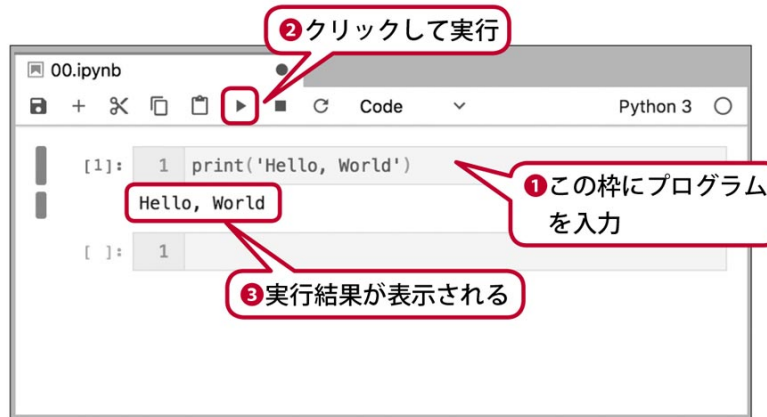 ❷クリックして実行
00.ipynb
Code
Python 3
[1]: 1 print('Hello, World')
❶この枠にプログラム
を入力
Hello, World
[ ]: 1
❸実行結果が表示される